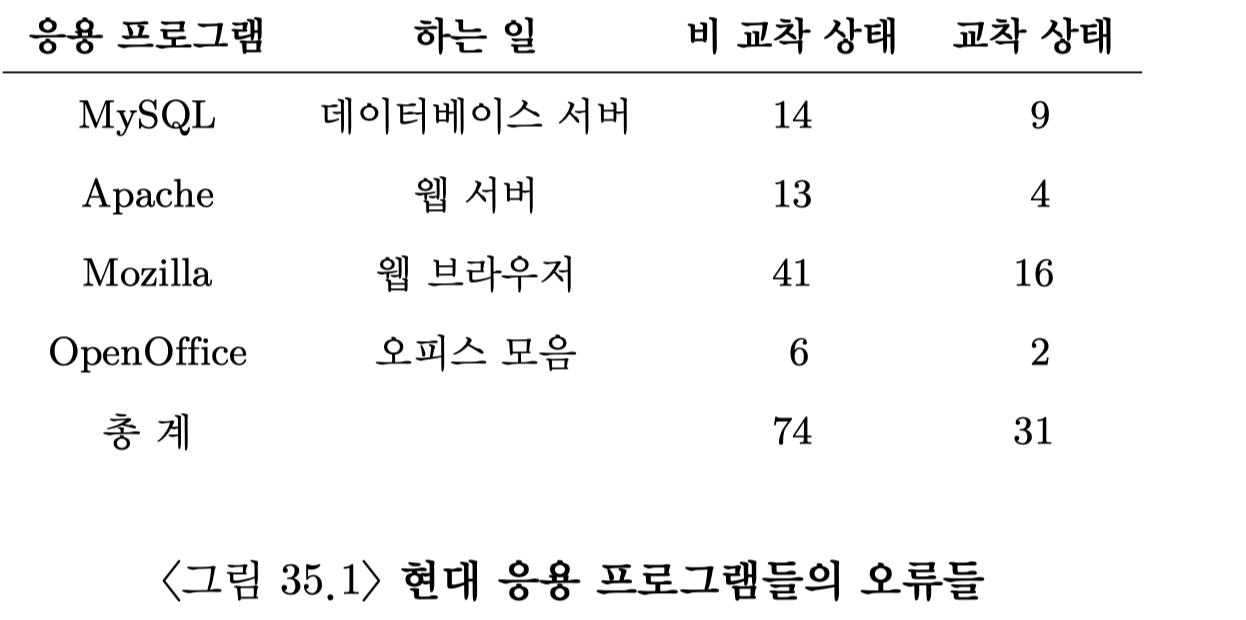 응용 프로그램 하는 일 비 교착 상태 교착 상태
MySQL 데이터베이스 서버 14 9
Apache 웹 서버 13 4
Mozilla 웹 브라우저 41 16
OpenOffice 오피스 모음 6 2
총 계 74 31
〈그림 35.1〉 현대 응용 프로그램들의 오류들